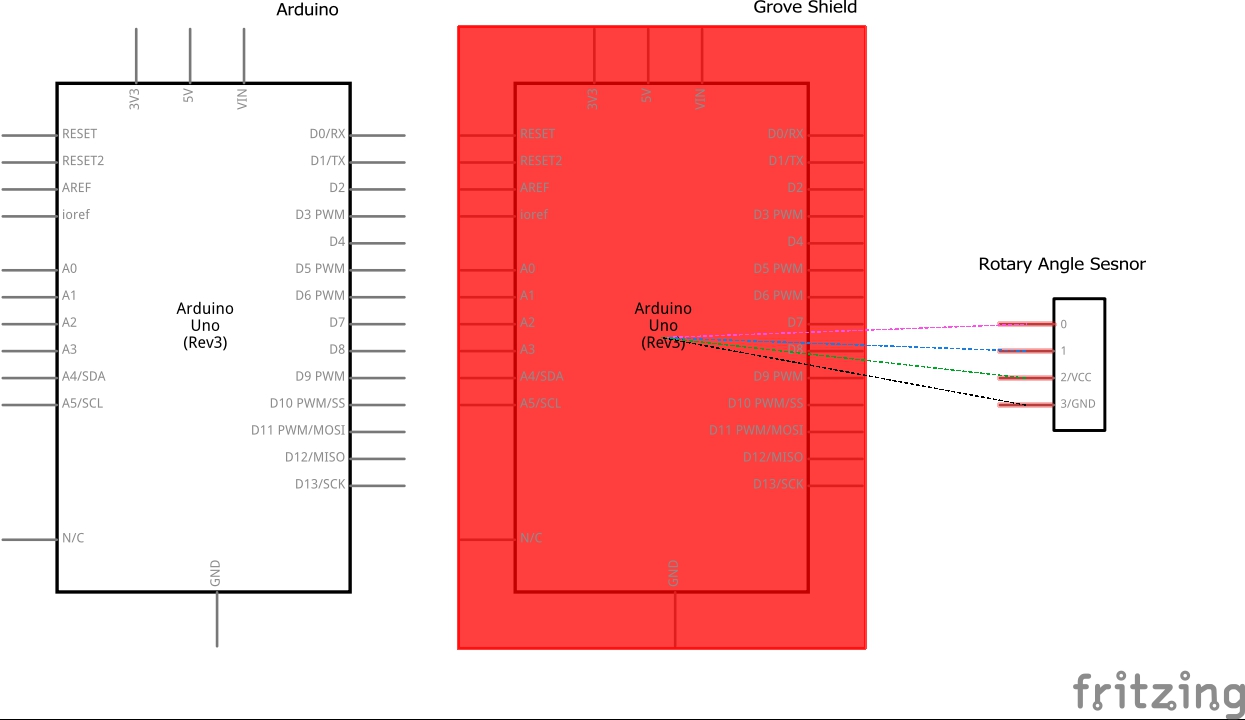 Arduino
Grove Shield
3V3
5V
VIN
RESET
RESET2
AREF
ioref
A0
A1
A2
A3
A4/SDA
A5/SCL
N/C
D0/RX
D1/TX
D2
D3 PWM
D4
D5 PWM
D6 PWM
D7
D8
D9 PWM
D10 PWM/SS
D11 PWM/MOSI
D12/MISO
D13/SCK
Arduino
Uno
(Rev3)
GND
3V3
5V
VIN
RESET
RESET2
AREF
ioref
A0
A1
A2
A3
A4/SDA
A5/SCL
N/C
D0/RX
D1/TX
D2
D3 PWM
D4
D5 PWM
D6 PWM
D7
D8
D9 PWM
D10 PWM/SS
D11 PWM/MOSI
D12/MISO
D13/SCK
Arduino
Uno
(Rev3)
GND
Rotary Angle Sesnor
0
1
2/VCC
3/GND
fritzing